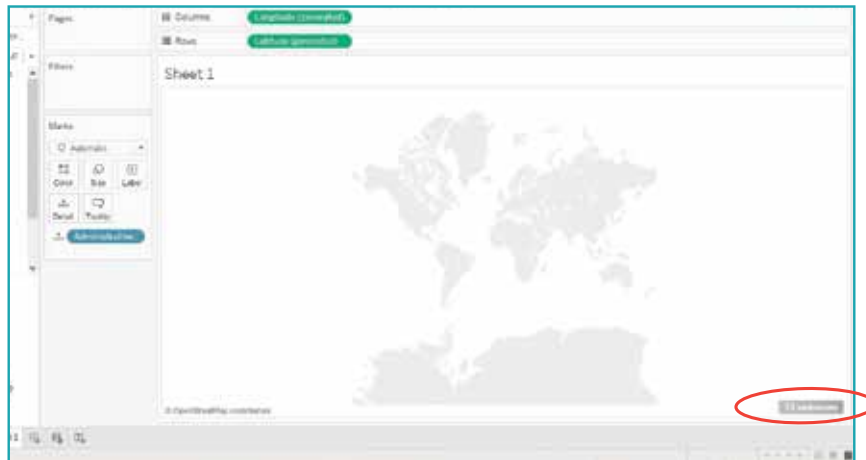 Pages
Columns
Longitude (generated)
Rows
Latitude (generated)
Filters
Sheet 1
Marks
Automatic
Color
Size
Label
Detail
Tooltip
© OpenStreetMap contributors